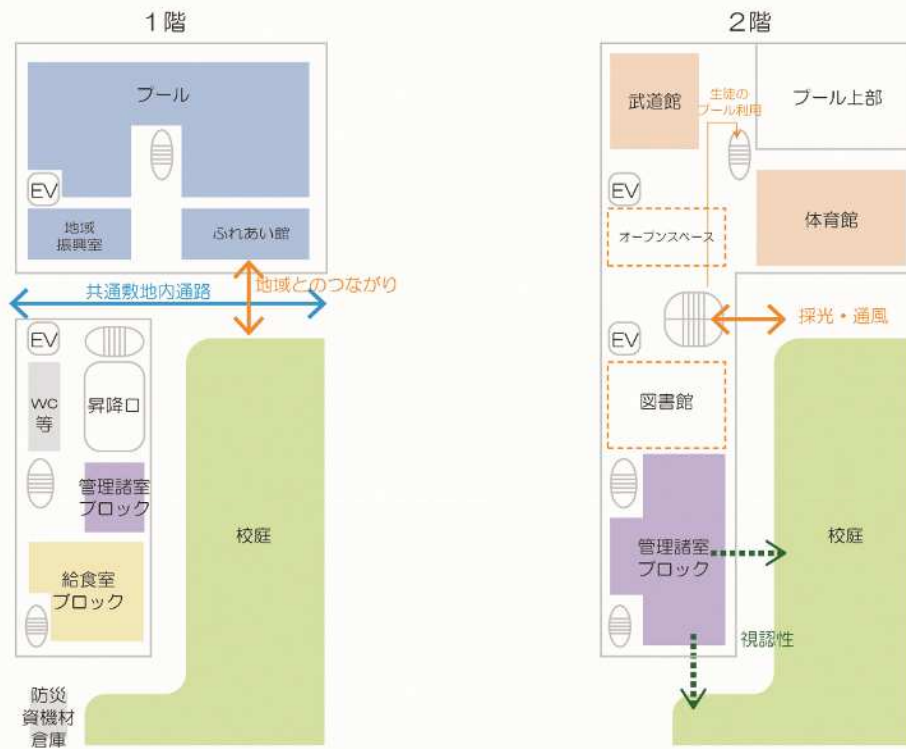 1階
プール
EV
地域
振興室
ふれあい館
共通敷地内通路
地域とのつながり
EV
WC
等
昇降口
管理諸室
ブロック
給食室
ブロック
校庭
防災
資機材
倉庫
2階
武道館
生徒の
プール利用
プール上部
EV
オープンスペース
体育館
採光・通風
EV
図書館
管理諸室
ブロック
校庭
視認性